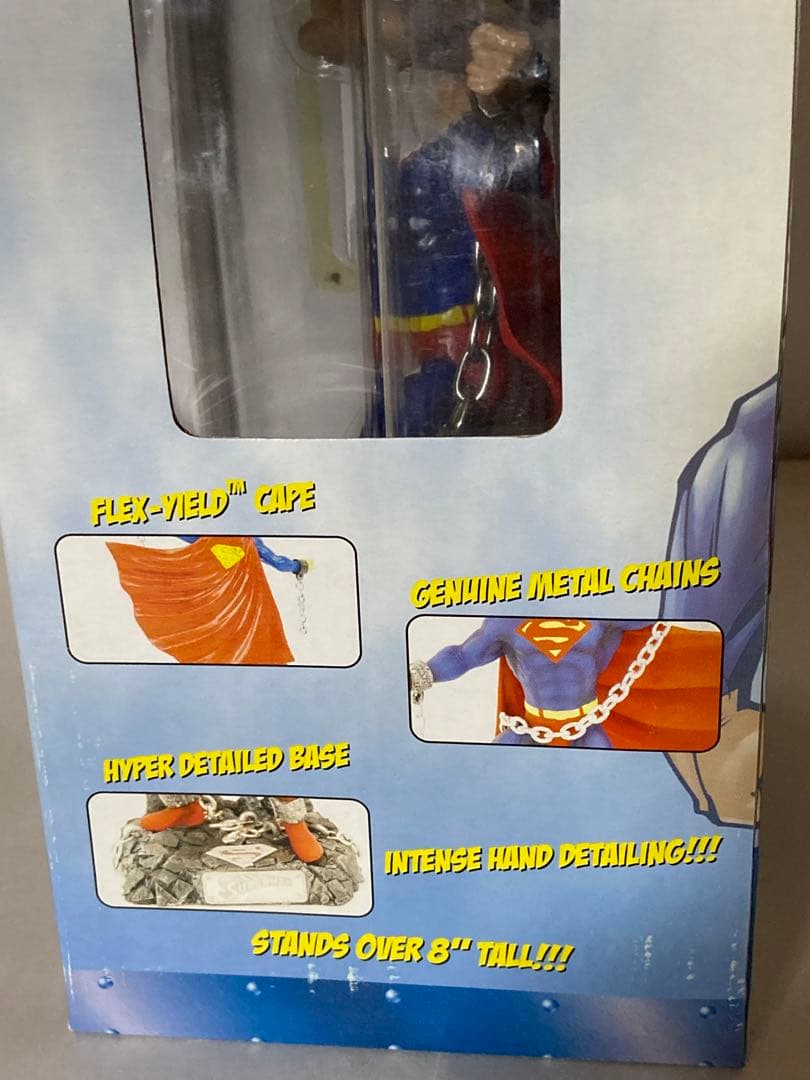 FLEX-YIELD™ CAPE
GENUINE METAL CHAINS
HYPER DETAILED BASE
INTENSE HAND DETAILING!!!
STANDS OVER 8" TALL!!!